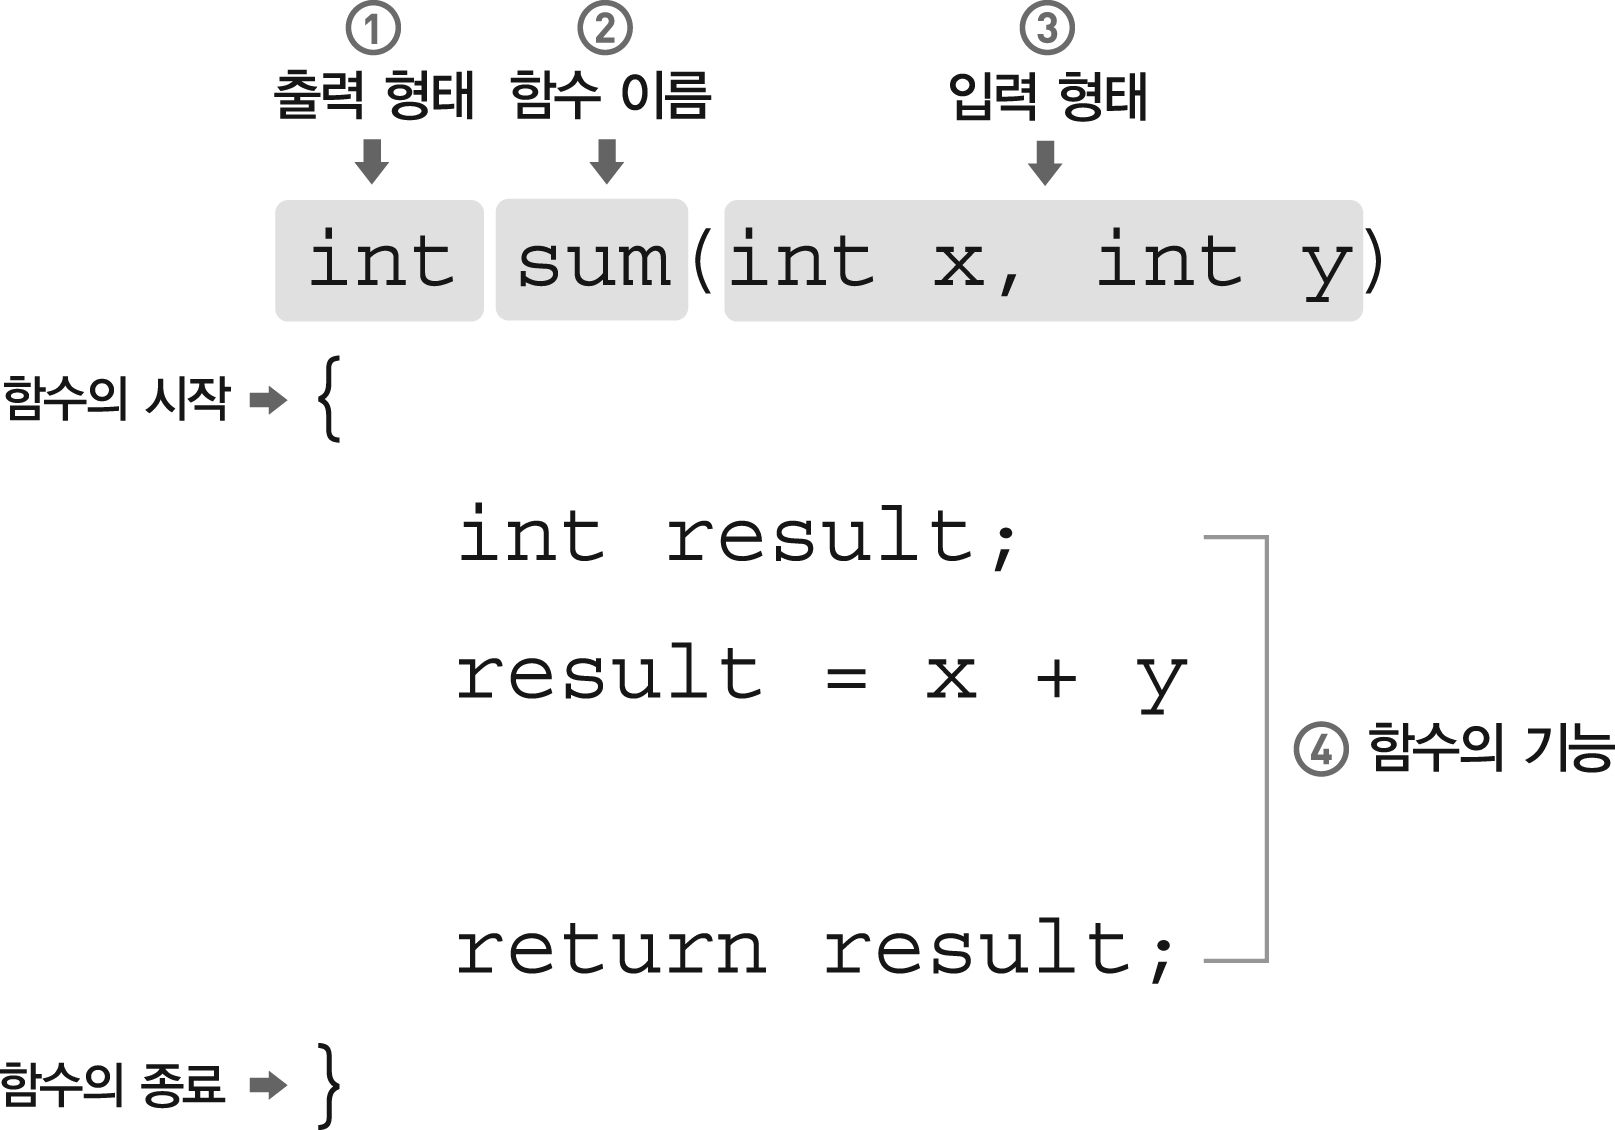 ① ② ③
출력 형태 함수 이름 입력 형태
int sum(int x, int y)
함수의 시작 {
int result;
result = x + y
④ 함수의 기능
return result;
함수의 종료 }